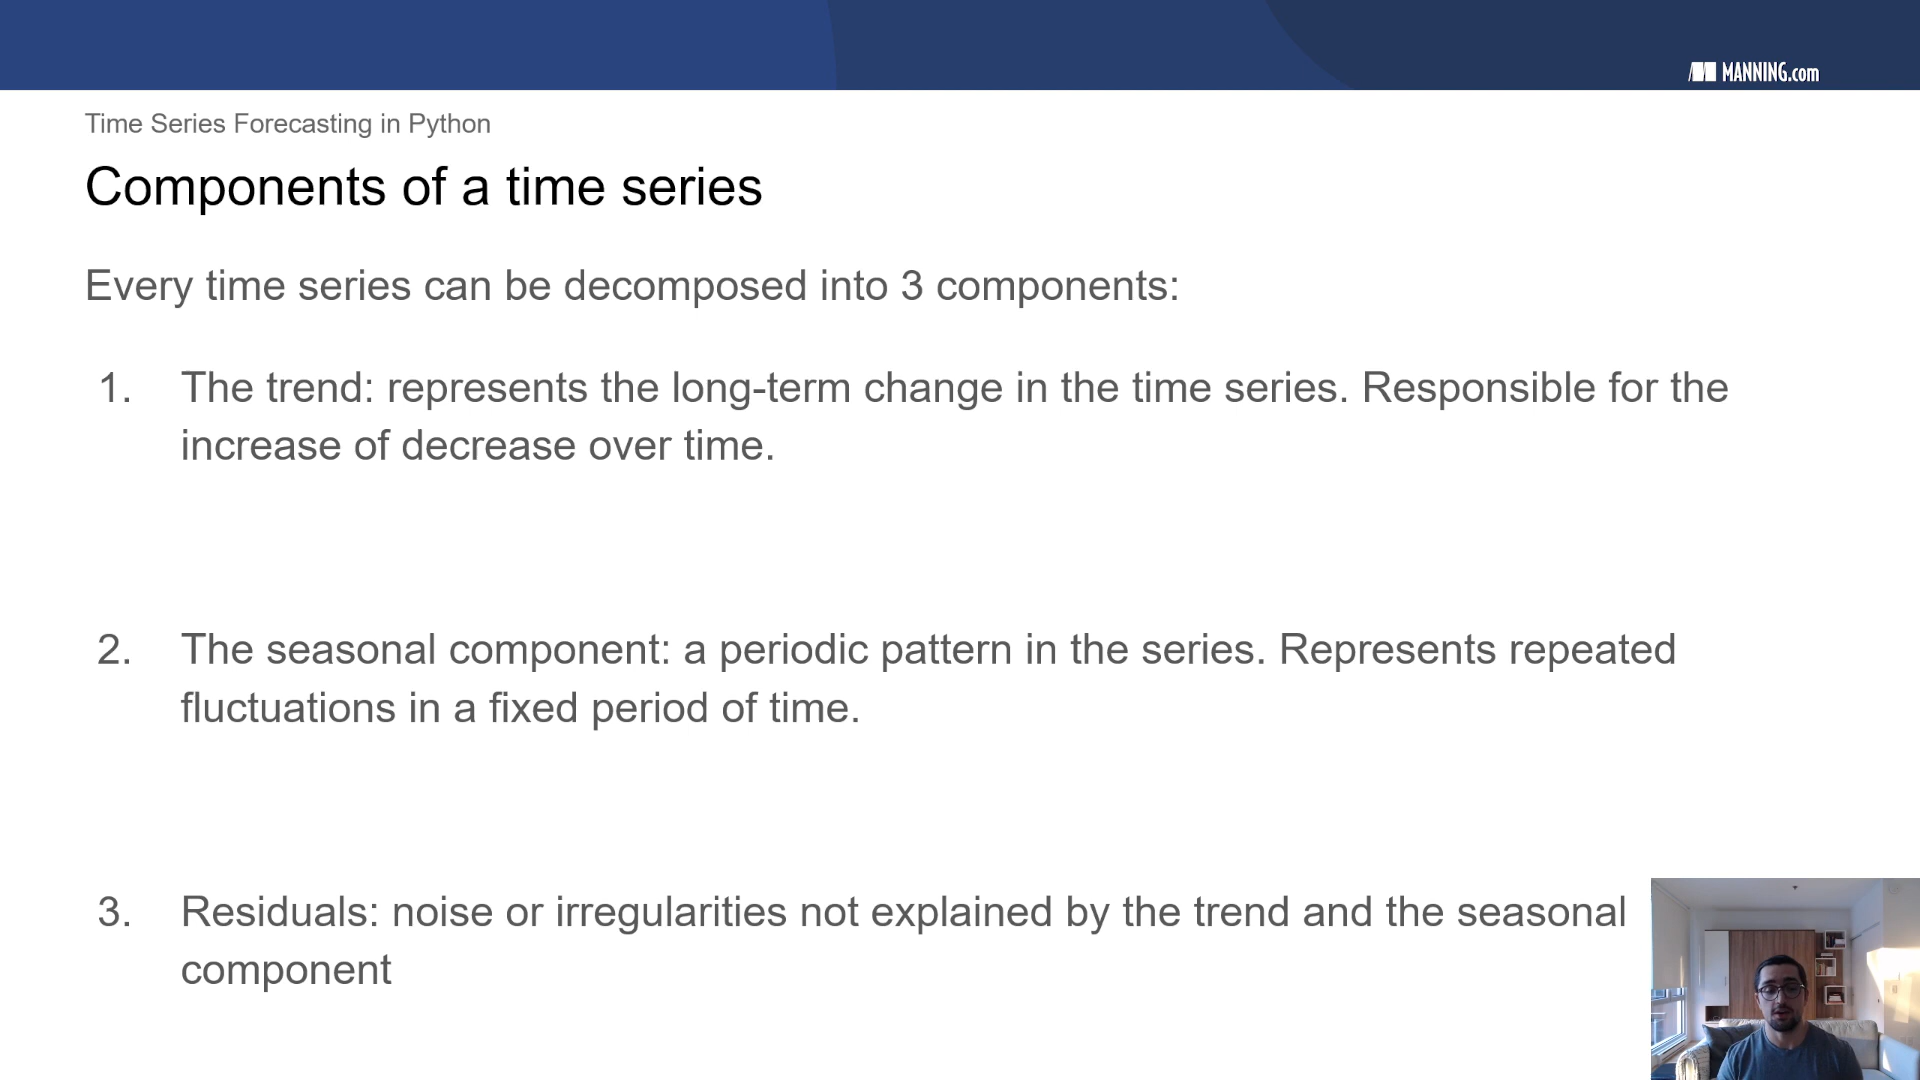 MANNING.com
Time Series Forecasting in Python
Components of a time series
Every time series can be decomposed into 3 components:
1. The trend: represents the long-term change in the time series. Responsible for the
increase of decrease over time.
2. The seasonal component: a periodic pattern in the series. Represents repeated
fluctuations in a fixed period of time.
3. Residuals: noise or irregularities not explained by the trend and the seasonal
component